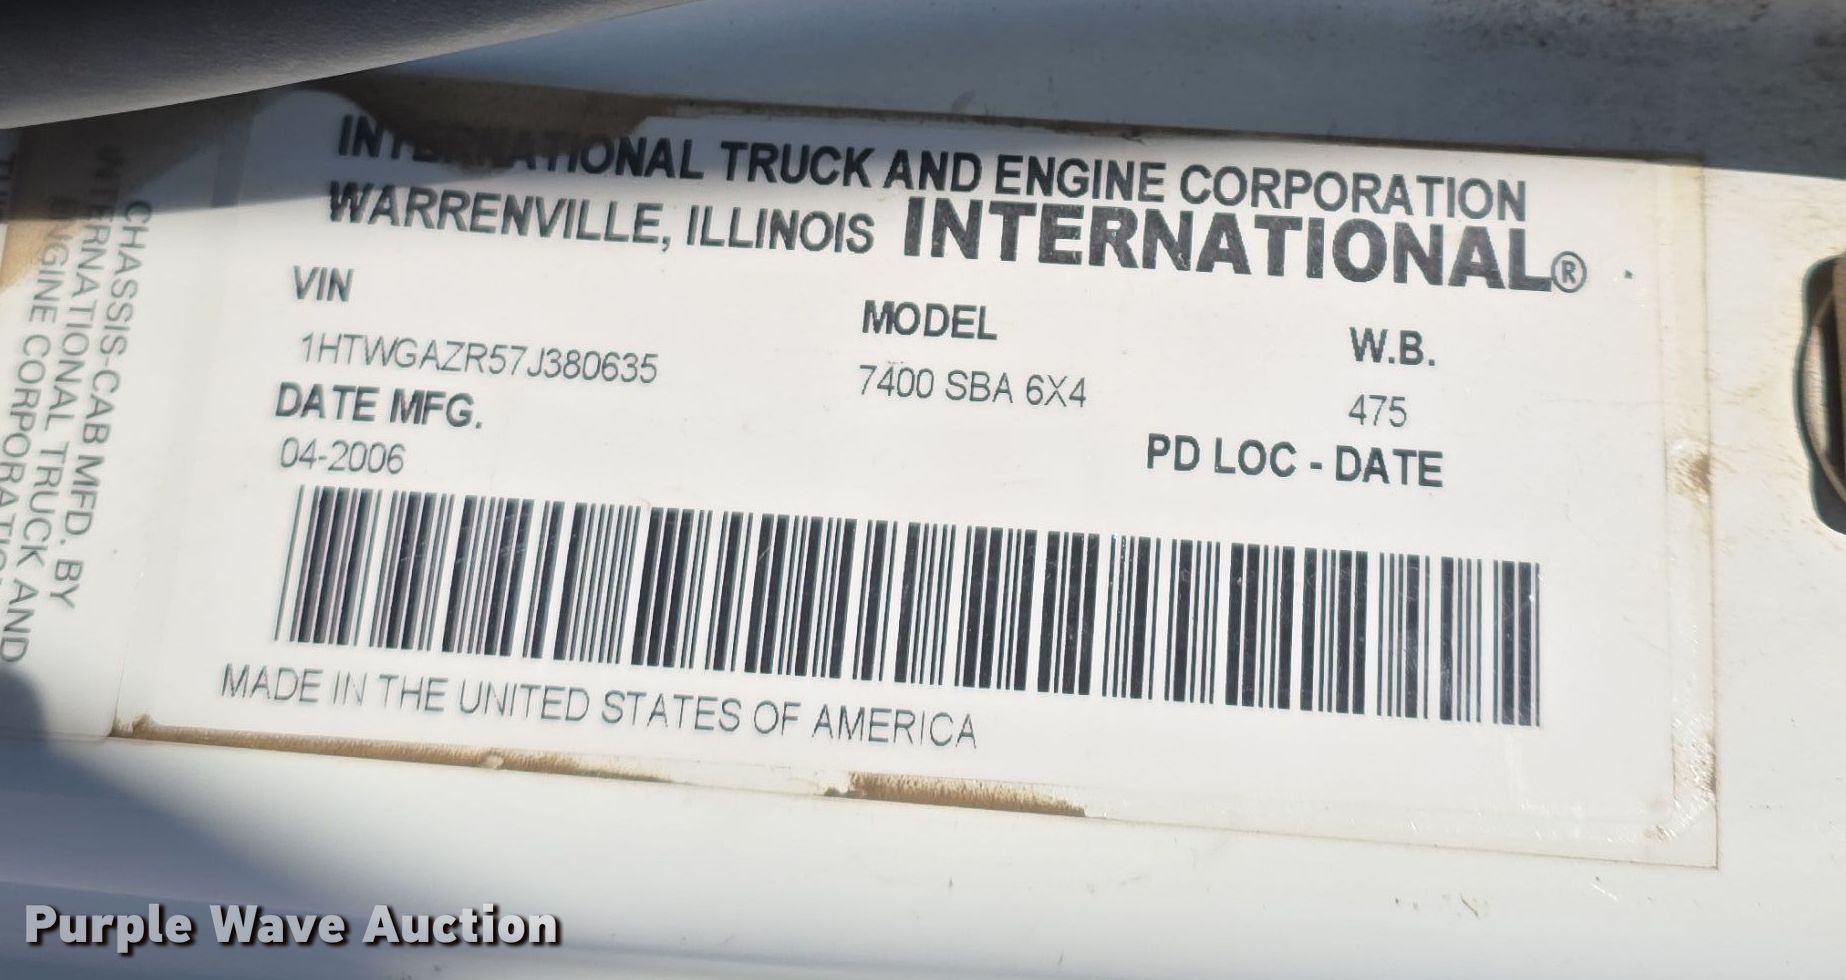 INTERNATIONAL TRUCK AND ENGINE CORPORATION
WARRENVILLE, ILLINOIS INTERNATIONAL®
VIN MODEL W.B.
1HTWGAZR57J380635 7400 SBA 6X4 475
DATE MFG. PD LOC - DATE
04-2006
MADE IN THE UNITED STATES OF AMERICA
CHASSIS-CAB MFD. BY
INTERNATIONAL TRUCK AND
ENGINE CORPORATION
Purple Wave Auction